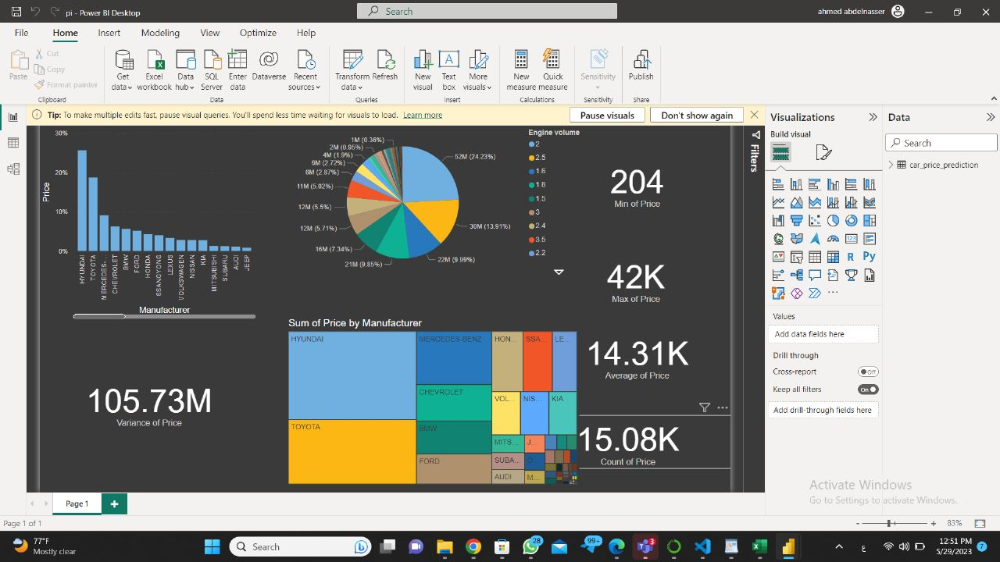 pi - Power BI Desktop
Search
ahmed abdelnasser
File Home Insert Modeling View Optimize Help
Paste
Cut
Copy
Format painter
Clipboard
Get data
Excel workbook
Data hub
SQL Server
Enter data
Dataverse
Recent sources
Data
Transform data
Refresh
Queries
New visual
Text box
More visuals
Insert
New measure
Quick measure
Calculations
Sensitivity
Sensitivity
Publish
Share
Tip: To make multiple edits fast, pause visual queries. You'll spend less time waiting for visuals to load. Learn more
Pause visuals
Don't show again
Price
30%
20%
10%
0%
HYUNDAI
TOYOTA
MERCEDES-...
CHEVROLET
BMW
FORD
HONDA
SSANGYONG
LEXUS
VOLKSWAGEN
NISSAN
KIA
MITSUBISHI
SUBARU
AUDI
JEEP
Manufacturer
1M (0.36%)
2M (0.95%)
4M (1.9%)
6M (2.72%)
6M (2.87%)
11M (5.02%)
12M (5.5%)
12M (5.71%)
16M (7.34%)
21M (9.85%)
22M (9.99%)
30M (13.91%)
52M (24.23%)
Engine volume
2
2.5
1.6
1.8
1.5
3
2.4
3.5
2.2
204
Min of Price
42K
Max of Price
14.31K
Average of Price
15.08K
Count of Price
105.73M
Variance of Price
Sum of Price by Manufacturer
HYUNDAI
TOYOTA
MERCEDES-BENZ
CHEVROLET
BMW
FORD
HON...
SSA...
LE...
VOL...
NIS...
KIA
MITS...
J...
SUBA...
AUDI
M...
Filters
Visualizations
Build visual
R
Py
123
Values
Add data fields here
Drill through
Cross-report
Off
Keep all filters
On
Add drill-through fields here
Data
Search
car_price_prediction
Activate Windows
Go to Settings to activate Windows.
Page 1
Page 1 of 1
83%
77°F
Mostly clear
Search
28
99+
3
ع
12:51 PM
5/29/2023
7